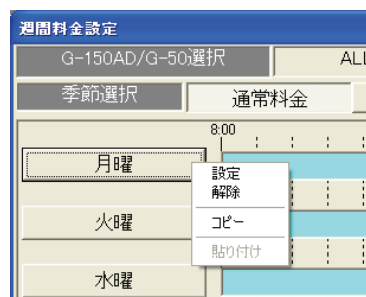 週間料金設定
G-150AD/G-50選択 ALL
季節選択 通常料金
8:00
月曜
設定
解除
火曜
コピー
貼り付け
水曜